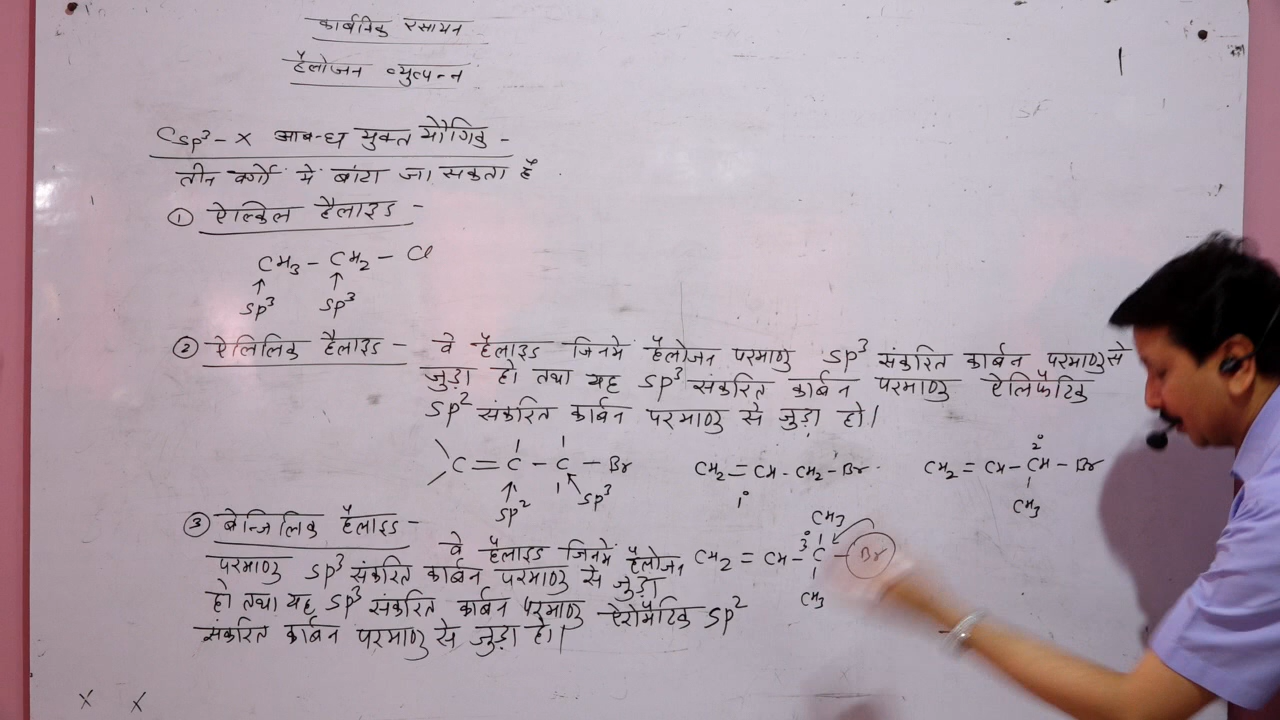 कार्बनिक रसायन
हैलोजन व्युत्पन्न
Csp³ - X आबन्ध युक्त यौगिक -
तीन वर्गों में बांटा जा सकता है
① ऐल्किल हैलाइड -
CH₃ - CH₂ - Cl
↑ ↑
sp³ sp³
② ऐलिलिक हैलाइड - वे हैलाइड जिनमें हैलोजन परमाणु sp³ संकरित कार्बन परमाणु से
जुड़ा हो तथा यह sp³ संकरित कार्बन परमाणु ऐलिफैटिक
sp² संकरित कार्बन परमाणु से जुड़ा हो।
C = C - C - Br CH₂ = CH - CH₂ - Br CH₂ = CH - CH - Br
sp² sp³ 1° 2° CH₃
③ बेन्जिलिक हैलाइड - वे हैलाइड जिनमें हैलोजन
परमाणु sp³ संकरित कार्बन परमाणु से जुड़ा
हो तथा यह sp³ संकरित कार्बन परमाणु ऐरोमैटिक sp²
संकरित कार्बन परमाणु से जुड़ा हो।
CH₃
CH₂ = CH - C - Br
3°
CH₃
X X